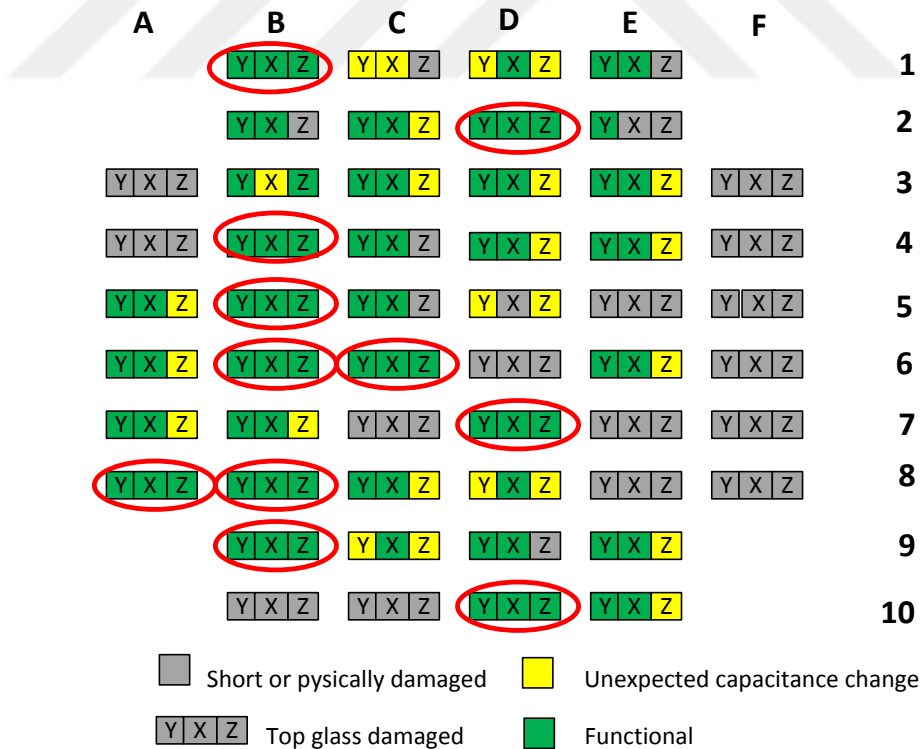 A B C D E F
Y X Z Y X Z Y X Z Y X Z 1
Y X Z Y X Z Y X Z Y X Z 2
Y X Z Y X Z Y X Z Y X Z Y X Z Y X Z 3
Y X Z Y X Z Y X Z Y X Z Y X Z Y X Z 4
Y X Z Y X Z Y X Z Y X Z Y X Z Y X Z 5
Y X Z Y X Z Y X Z Y X Z Y X Z Y X Z 6
Y X Z Y X Z Y X Z Y X Z Y X Z Y X Z 7
Y X Z Y X Z Y X Z Y X Z Y X Z Y X Z 8
Y X Z Y X Z Y X Z Y X Z 9
Y X Z Y X Z Y X Z Y X Z 10
Short or pysically damaged Unexpected capacitance change
Y X Z Top glass damaged Functional